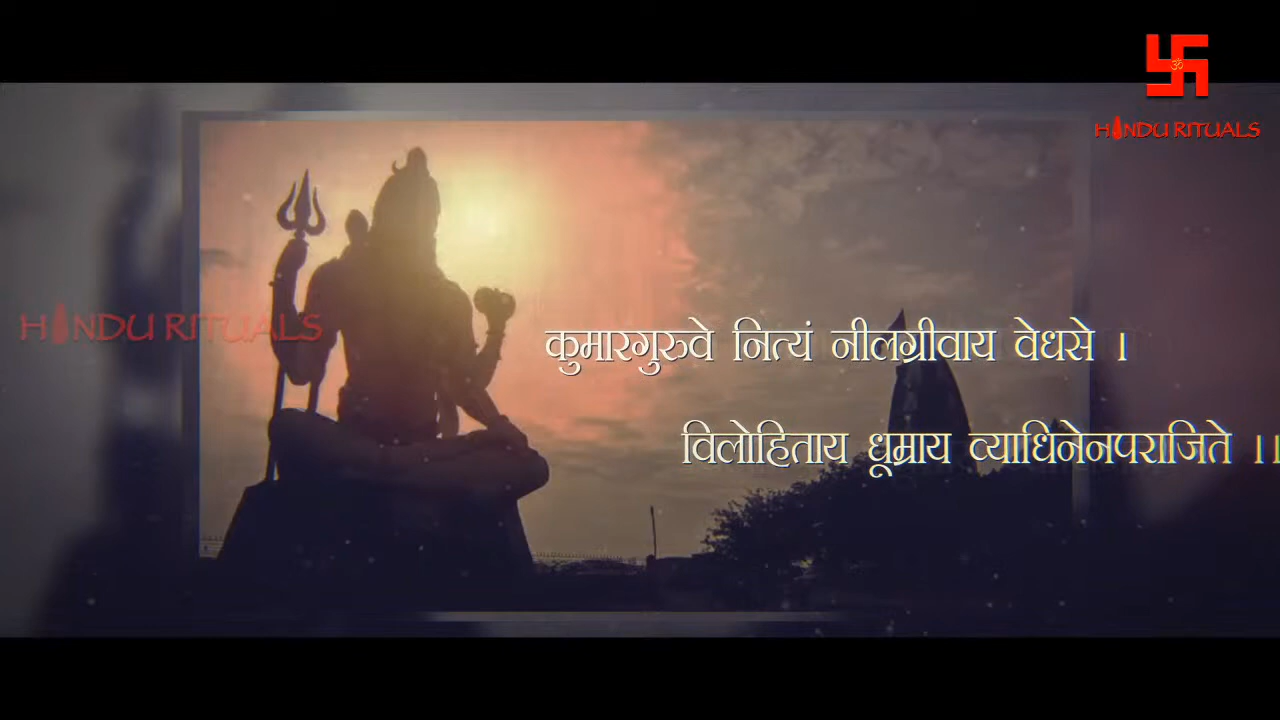 ॐ
HINDU RITUALS
HINDU RITUALS
कुमारगुरुवे नित्यं नीलग्रीवाय वेधसे ।
विलोहिताय धूम्राय व्याधिनेनपराजिते ।।